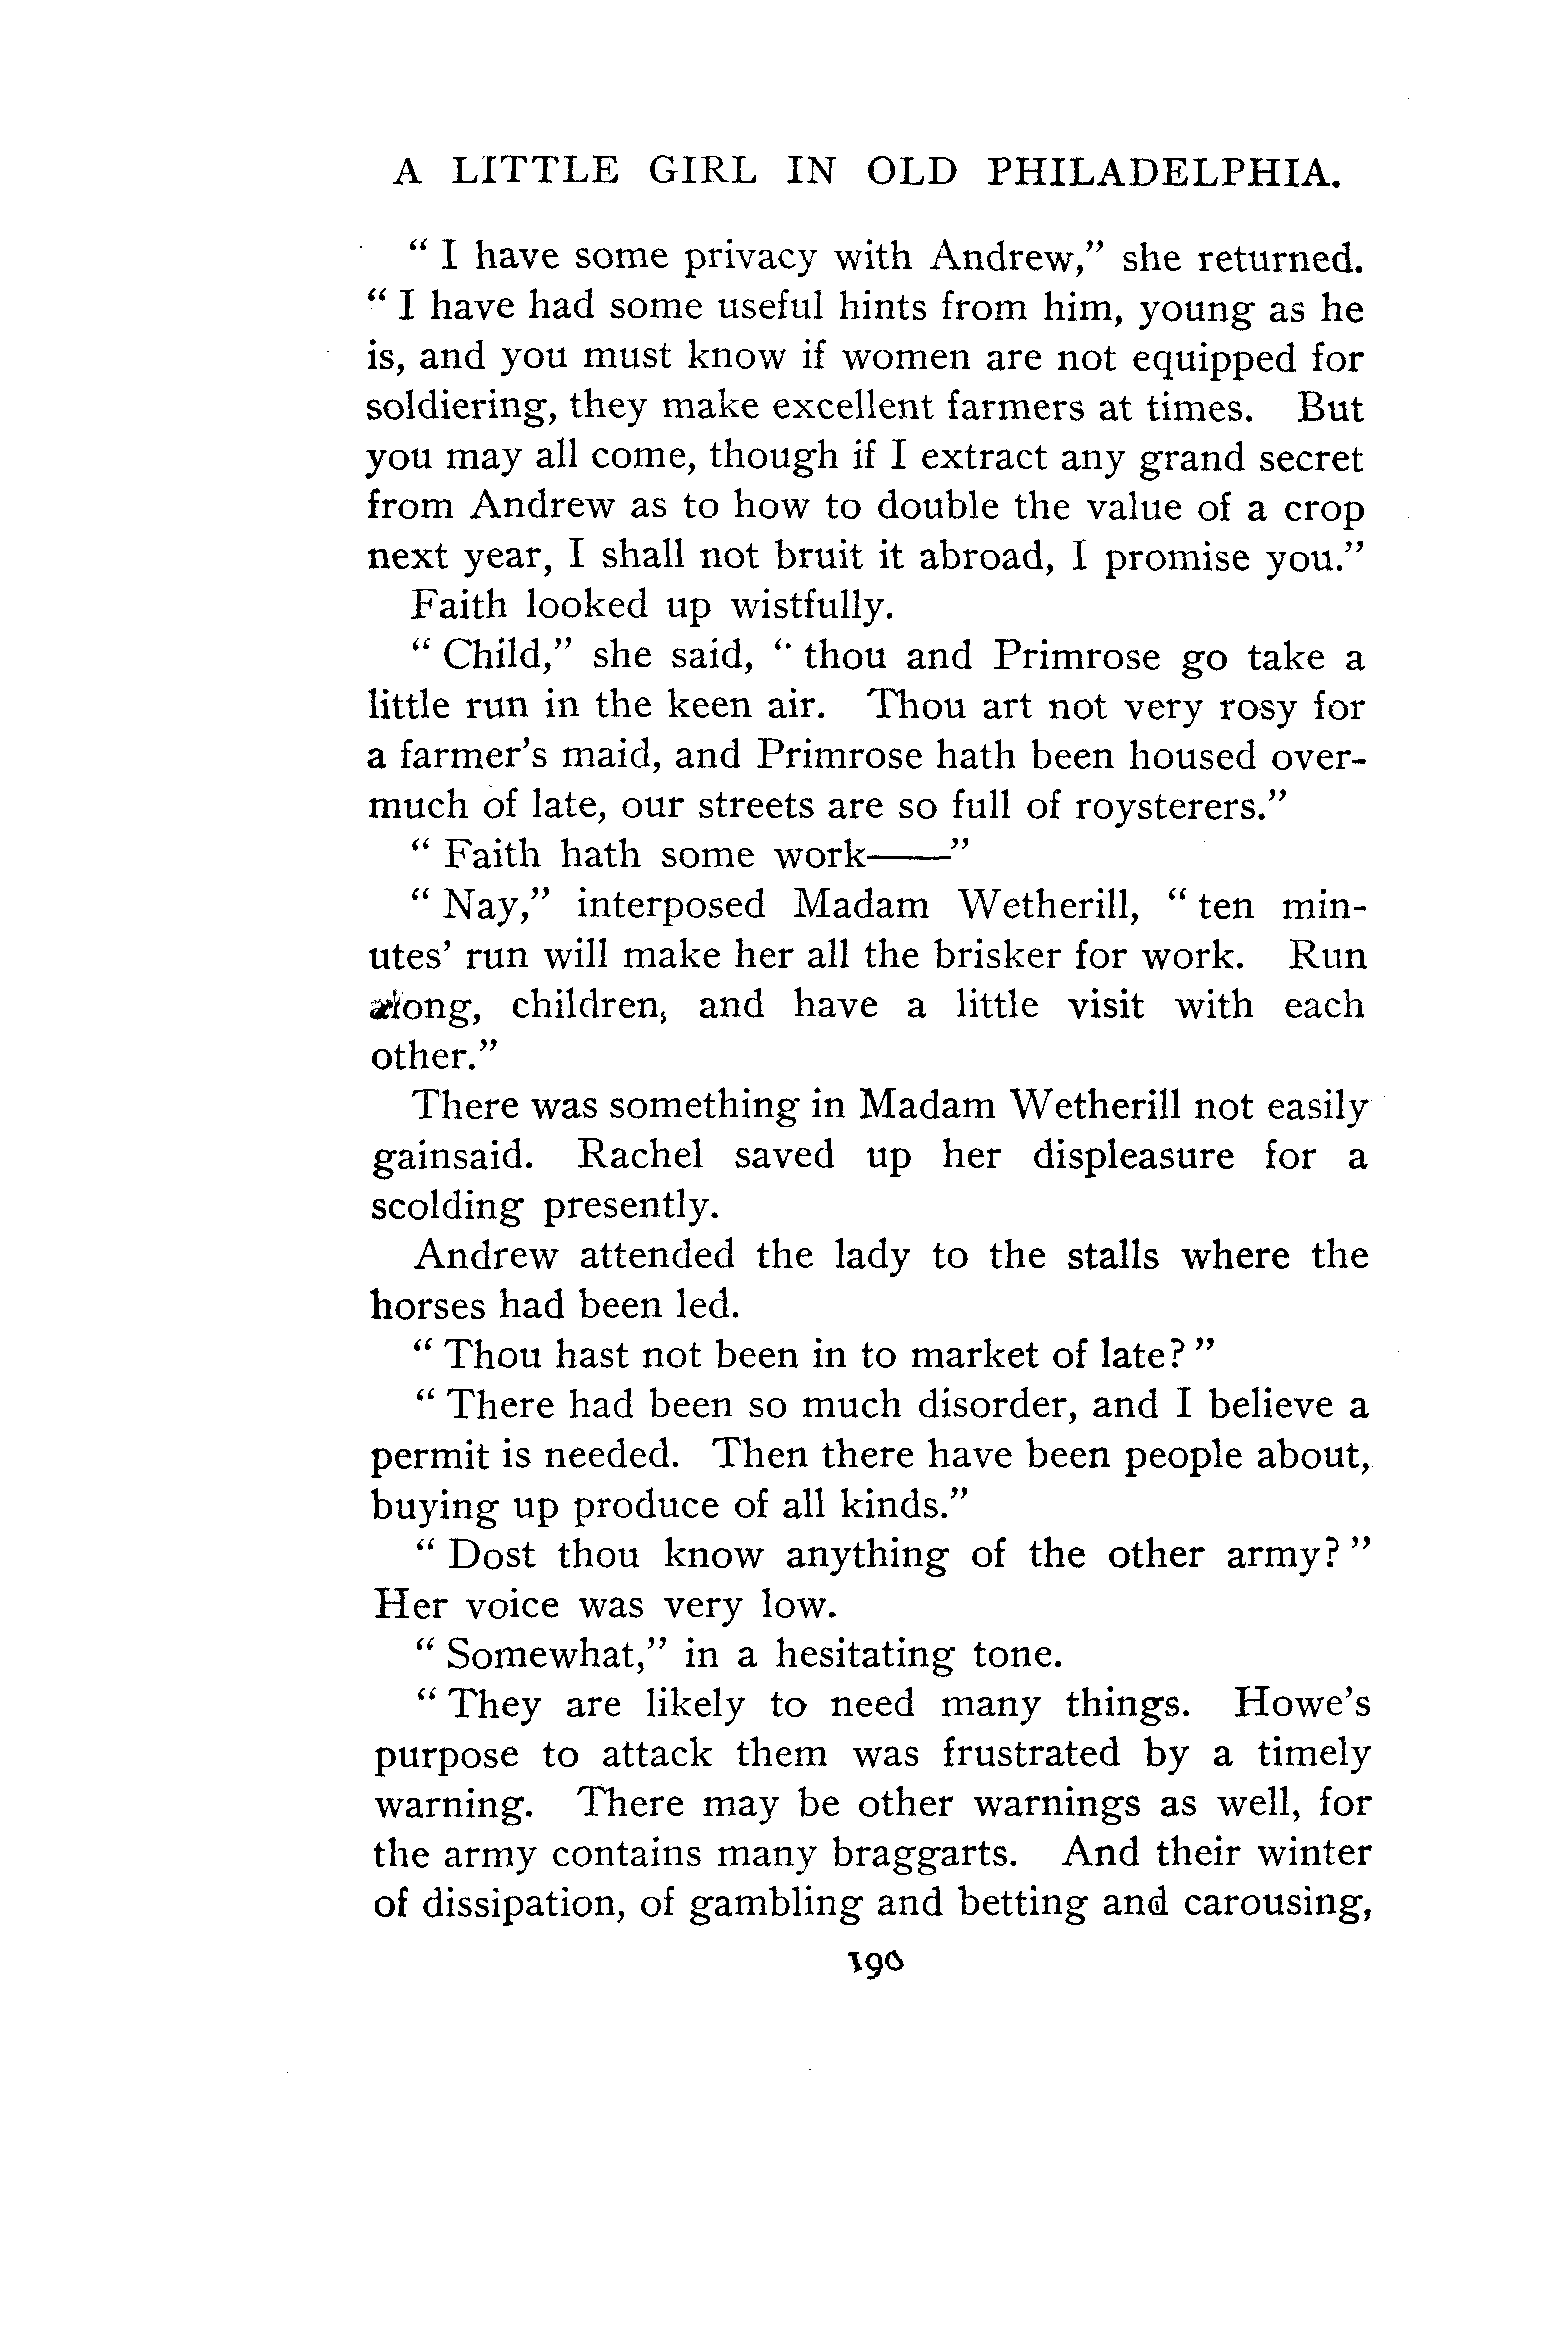 A LITTLE GIRL IN OLD PHILADELPHIA.
“ I have some privacy with Andrew,” she returned.
“ I have had some useful hints from him, young as he
is, and you must know if women are not equipped for
soldiering, they make excellent farmers at times. But
you may all come, though if I extract any grand secret
from Andrew as to how to double the value of a crop
next year, I shall not bruit it abroad, I promise you.”
Faith looked up wistfully.
“ Child,” she said, “ thou and Primrose go take a
little run in the keen air. Thou art not very rosy for
a farmer’s maid, and Primrose hath been housed over-
much of late, our streets are so full of roysterers.”
“ Faith hath some work——”
“ Nay,” interposed Madam Wetherill, “ ten min-
utes’ run will make her all the brisker for work. Run
along, children, and have a little visit with each
other.”
There was something in Madam Wetherill not easily
gainsaid. Rachel saved up her displeasure for a
scolding presently.
Andrew attended the lady to the stalls where the
horses had been led.
“ Thou hast not been in to market of late? ”
“ There had been so much disorder, and I believe a
permit is needed. Then there have been people about,
buying up produce of all kinds.”
“ Dost thou know anything of the other army? ”
Her voice was very low.
“ Somewhat,” in a hesitating tone.
“ They are likely to need many things. Howe’s
purpose to attack them was frustrated by a timely
warning. There may be other warnings as well, for
the army contains many braggarts. And their winter
of dissipation, of gambling and betting and carousing,
190